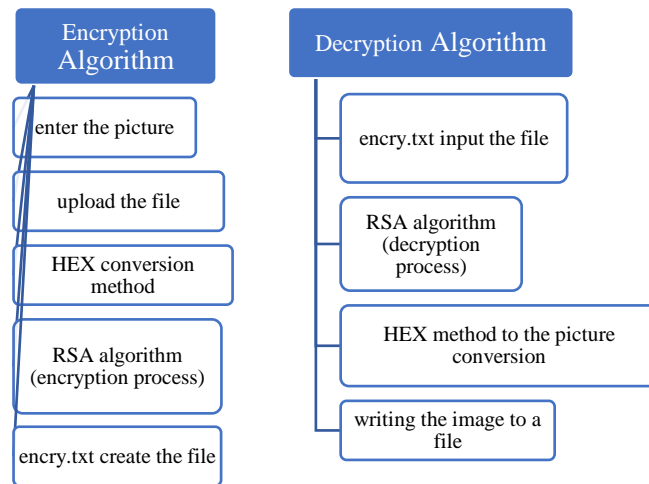 Encryption
Algorithm
enter the picture
upload the file
HEX conversion
method
RSA algorithm
(encryption process)
encry.txt create the file
Decryption Algorithm
encry.txt input the file
RSA algorithm
(decryption
process)
HEX method to the picture
conversion
writing the image to a
file